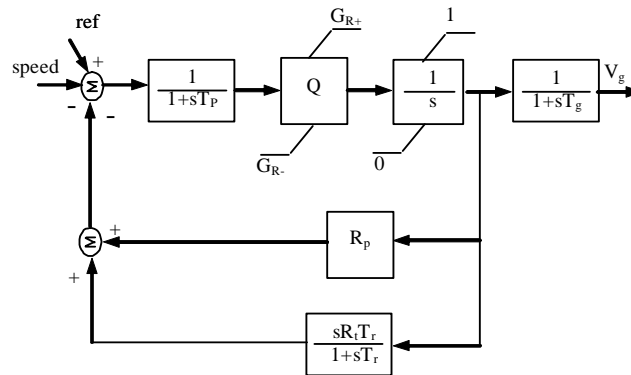 ref
speed
+
-
-
Σ
1
1+sT_P
G_R+
Q
G_R-
1
1
s
0
1
1+sT_g
V_g
Σ
+
+
R_p
sR_tT_r
1+sT_r